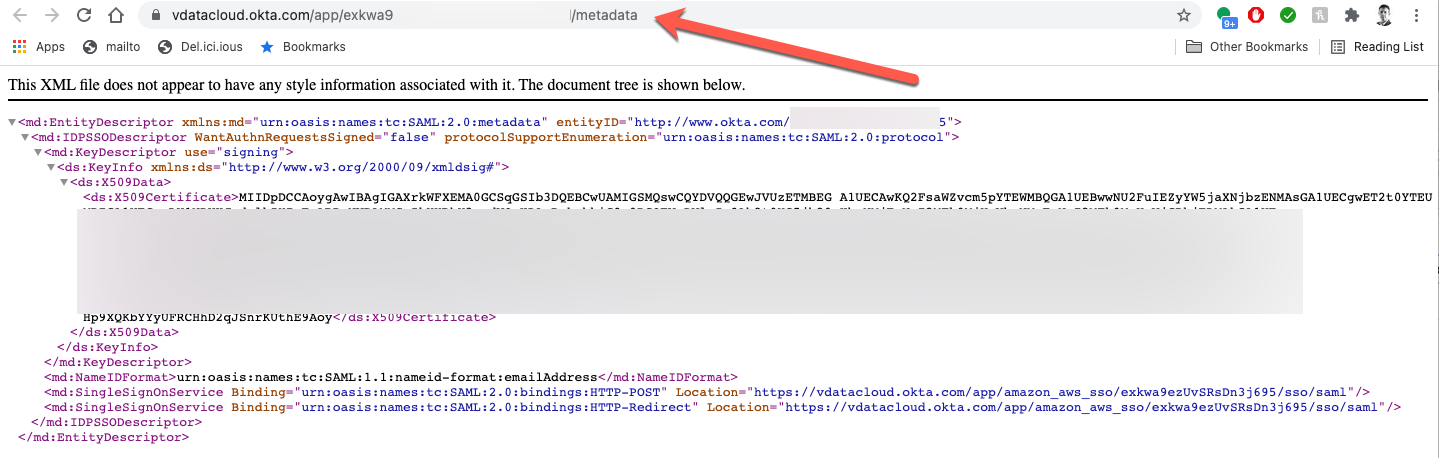 vdatacloud.okta.com/app/exkwa9 /metadata
9+
Apps mailto Del.ici.ious Bookmarks Other Bookmarks Reading List
This XML file does not appear to have any style information associated with it. The document tree is shown below.
<md:EntityDescriptor xmlns:md="urn:oasis:names:tc:SAML:2.0:metadata" entityID="http://www.okta.com/ 5">
<md:IDPSSODescriptor WantAuthnRequestsSigned="false" protocolSupportEnumeration="urn:oasis:names:tc:SAML:2.0:protocol">
<md:KeyDescriptor use="signing">
<ds:KeyInfo xmlns:ds="http://www.w3.org/2000/09/xmldsig#">
<ds:X509Data>
<ds:X509Certificate>MIIDpDCCAoygAwIBAgIGAXrkWFXEMA0GCSqGSIb3DQEBCwUAMIGSMQswCQYDVQQGEwJVUzETMBEG AlUECAwKQ2FsaWZvcm5pYTEWMBQGA1UEBwwNU2FuIEZyYW5jaXNjbzENMAsGA1UECgwET2t0YTEU
Hp9XQKbYYyUFRCHhD2qJSnrKUthE9Aoy</ds:X509Certificate>
</ds:X509Data>
</ds:KeyInfo>
</md:KeyDescriptor>
<md:NameIDFormat>urn:oasis:names:tc:SAML:1.1:nameid-format:emailAddress</md:NameIDFormat>
<md:SingleSignOnService Binding="urn:oasis:names:tc:SAML:2.0:bindings:HTTP-POST" Location="https://vdatacloud.okta.com/app/amazon_aws_sso/exkwa9ezUvSRsDn3j695/sso/saml"/>
<md:SingleSignOnService Binding="urn:oasis:names:tc:SAML:2.0:bindings:HTTP-Redirect" Location="https://vdatacloud.okta.com/app/amazon_aws_sso/exkwa9ezUvSRsDn3j695/sso/saml"/>
</md:IDPSSODescriptor>
</md:EntityDescriptor>